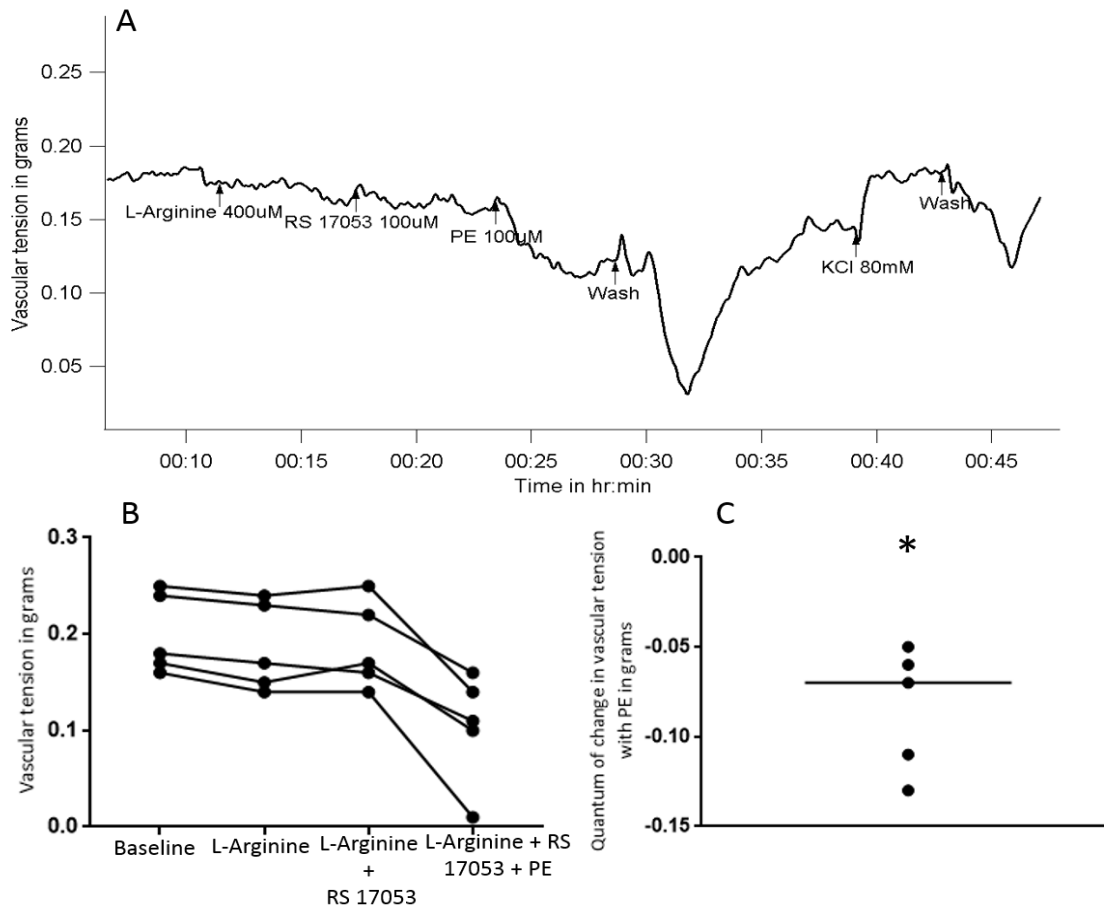 A
Vascular tension in grams
0.25
0.20
0.15
0.10
0.05
L-Arginine 400uM
RS 17053 100uM
PE 100uM
Wash
KCl 80mM
Wash
00:10 00:15 00:20 00:25 00:30 00:35 00:40 00:45
Time in hr:min
B
Vascular tension in grams
0.3
0.2
0.1
0.0
Baseline
L-Arginine
L-Arginine
+
RS 17053
L-Arginine + RS
17053 + PE
C
Quantum of change in vascular tension
with PE in grams
*
0.00
-0.05
-0.10
-0.15